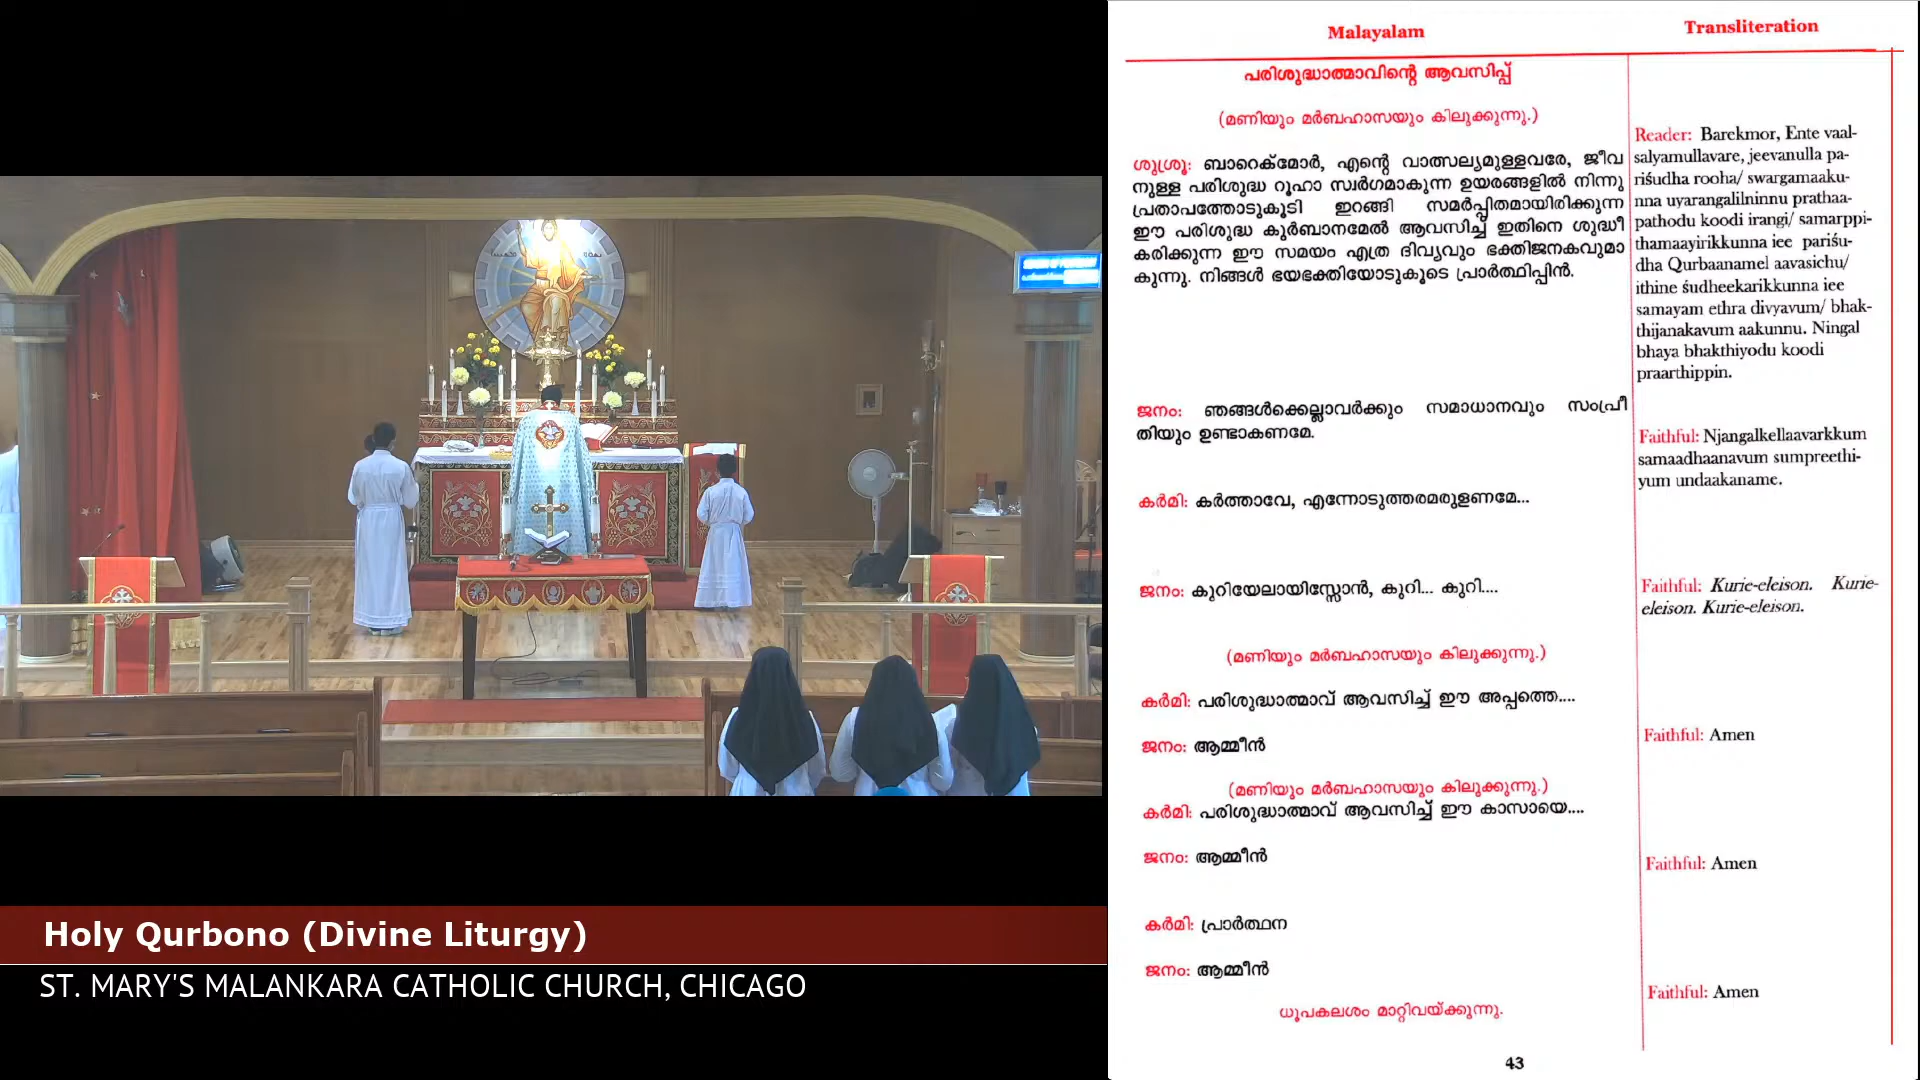 Holy Qurbono (Divine Liturgy)
ST. MARY'S MALANKARA CATHOLIC CHURCH, CHICAGO
Malayalam
പരിശുദ്ധാത്മാവിന്റെ ആവസിപ്പ്
(മണിയും മർബഹാസയും കിലുക്കുന്നു.)
ശുശ്രൂ: ബാറെക്മോർ, എന്റെ വാത്സല്യമുള്ളവരേ, ജീവ
നുള്ള പരിശുദ്ധ റൂഹാ സ്വർഗമാകുന്ന ഉയരങ്ങളിൽ നിന്നു
പ്രതാപത്തോടുകൂടി ഇറങ്ങി സമർപ്പിതമായിരിക്കുന്ന
ഈ പരിശുദ്ധ കുർബാനമേൽ ആവസിച്ച് ഇതിനെ ശുദ്ധീ
കരിക്കുന്ന ഈ സമയം എത്ര ദിവ്യവും ഭക്തിജനകവുമാ
കുന്നു. നിങ്ങൾ ഭയഭക്തിയോടുകൂടെ പ്രാർത്ഥിപ്പിൻ.
ജനം: ഞങ്ങൾക്കെല്ലാവർക്കും സമാധാനവും സംപ്രീ
തിയും ഉണ്ടാകണമേ.
കർമി: കർത്താവേ, എന്നോടുത്തരമരുളണമേ...
ജനം: കുറിയേലായിസ്സോൻ, കുറി... കുറി....
(മണിയും മർബഹാസയും കിലുക്കുന്നു.)
കർമി: പരിശുദ്ധാത്മാവ് ആവസിച്ച് ഈ അപ്പത്തെ....
ജനം: ആമ്മീൻ
(മണിയും മർബഹാസയും കിലുക്കുന്നു.)
കർമി: പരിശുദ്ധാത്മാവ് ആവസിച്ച് ഈ കാസായെ....
ജനം: ആമ്മീൻ
കർമി: പ്രാർത്ഥന
ജനം: ആമ്മീൻ
ധൂപകലശം മാറ്റിവയ്ക്കുന്നു.
43
Transliteration
Reader: Barekmor, Ente vaal-
salyamullavare, jeevanulla pa-
riśudha rooha/ swargamaaku-
nna uyarangalilninnu prathaa-
pathodu koodi irangi/ samarppi-
thamaayirikkunna iee pariśu-
dha Qurbaanamel aavasichu/
ithine śudheekarikkunna iee
samayam ethra divyavum/ bhak-
thijanakavum aakunnu. Ningal
bhaya bhakthiyodu koodi
praarthippin.
Faithful: Njangalkellaavarkkum
samaadhaanavum sumpreethi-
yum undaakaname.
Faithful: Kurie-eleison. Kurie-
eleison. Kurie-eleison.
Faithful: Amen
Faithful: Amen
Faithful: Amen